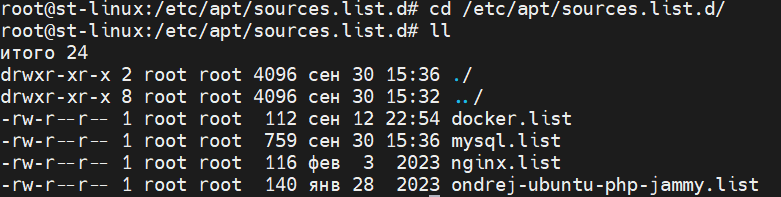 root@st-linux:/etc/apt/sources.list.d# cd /etc/apt/sources.list.d/
root@st-linux:/etc/apt/sources.list.d# ll
итого 24
drwxr-xr-x 2 root root 4096 сен 30 15:36 ./
drwxr-xr-x 8 root root 4096 сен 30 15:32 ../
-rw-r--r-- 1 root root  112 сен 12 22:54 docker.list
-rw-r--r-- 1 root root  759 сен 30 15:36 mysql.list
-rw-r--r-- 1 root root  116 фев  3  2023 nginx.list
-rw-r--r-- 1 root root  140 янв 28  2023 ondrej-ubuntu-php-jammy.list